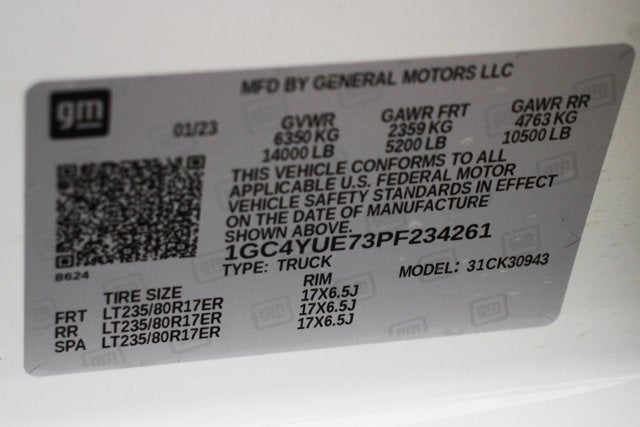 MFD BY GENERAL MOTORS LLC
gm
01/23 GVWR GAWR FRT GAWR RR
6350 KG 2359 KG 4763 KG
14000 LB 5200 LB 10500 LB
THIS VEHICLE CONFORMS TO ALL
APPLICABLE U.S. FEDERAL MOTOR
VEHICLE SAFETY STANDARDS IN EFFECT
ON THE DATE OF MANUFACTURE
SHOWN ABOVE.
1GC4YUE73PF234261
8624
TYPE: TRUCK MODEL: 31CK30943
TIRE SIZE RIM
FRT LT235/80R17ER 17X6.5J
RR LT235/80R17ER 17X6.5J
SPA LT235/80R17ER 17X6.5J